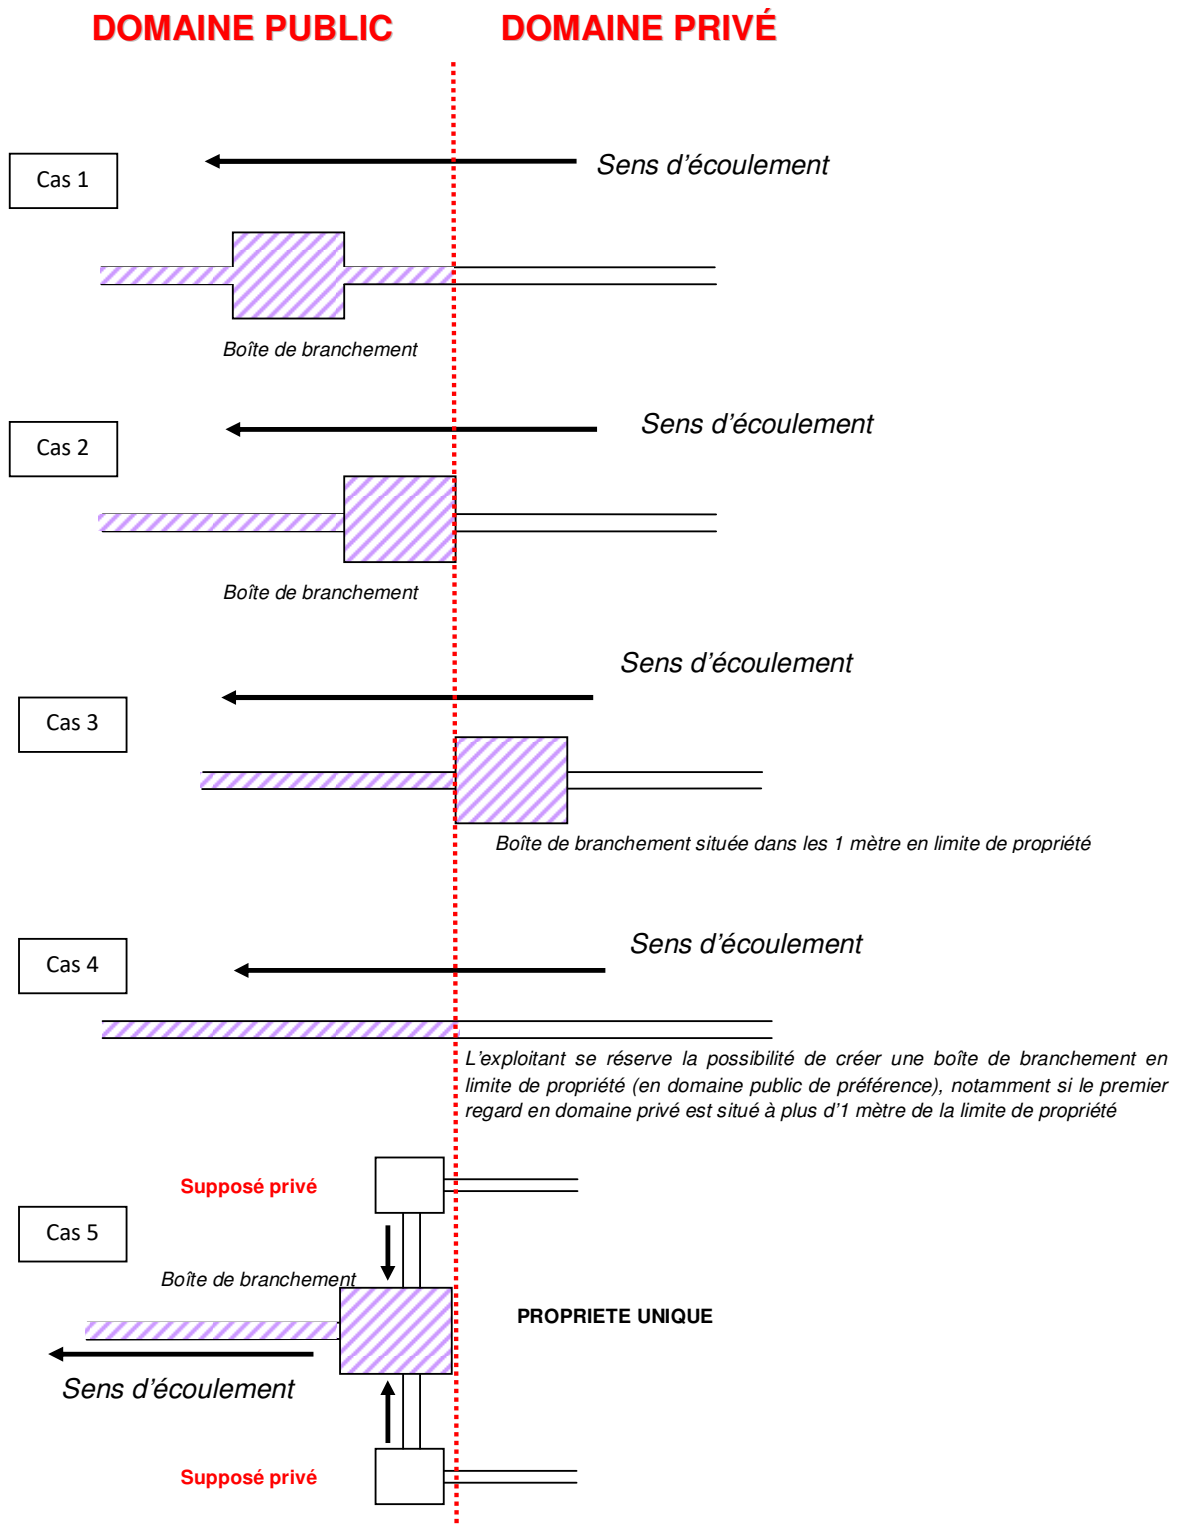 DOMAINE PUBLIC
DOMAINE PRIVÉ
Cas 1
Sens d'écoulement
Boîte de branchement
Cas 2
Sens d'écoulement
Boîte de branchement
Sens d'écoulement
Cas 3
Boîte de branchement située dans les 1 mètre en limite de propriété
Cas 4
Sens d'écoulement
L'exploitant se réserve la possibilité de créer une boîte de branchement en
limite de propriété (en domaine public de préférence), notamment si le premier
regard en domaine privé est situé à plus d'1 mètre de la limite de propriété
Supposé privé
Cas 5
Boîte de branchement
PROPRIETE UNIQUE
Sens d'écoulement
Supposé privé